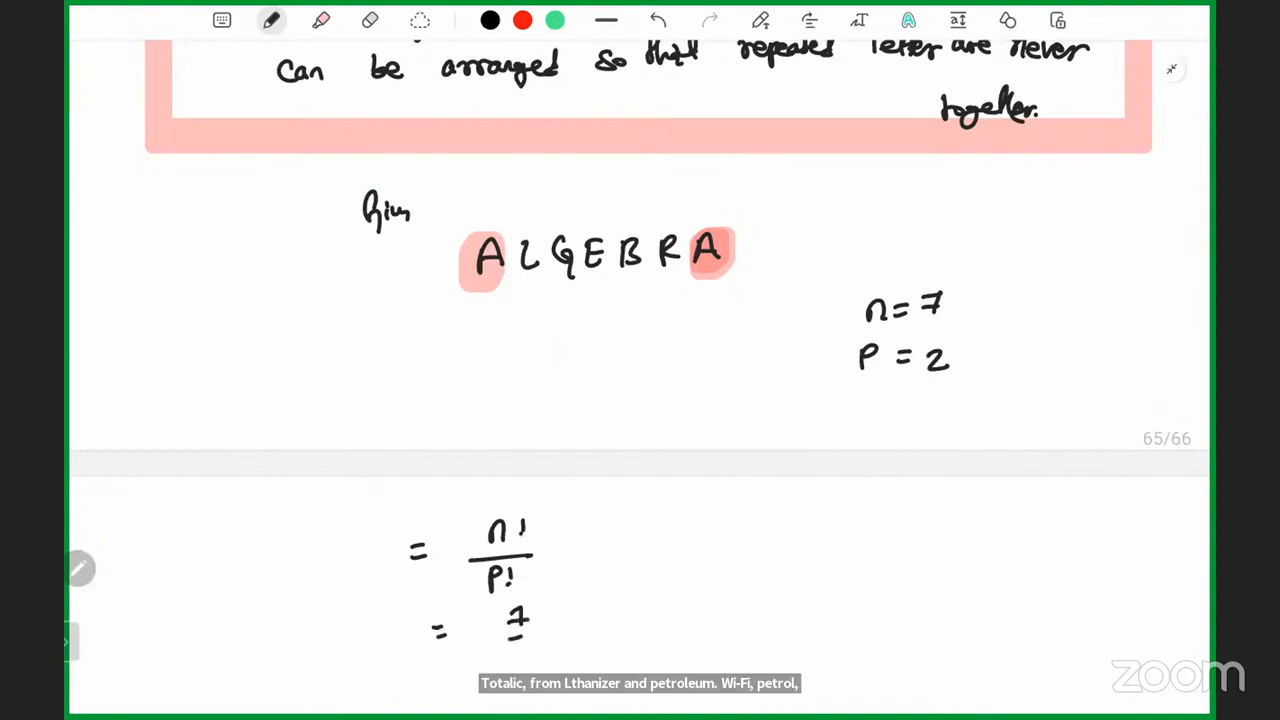 can be arranged so that repeated letter are never
together.
ALGEBRA
n = 7
P = 2
65/66
= n!
P!
= 7
Totalic, from Lthanizer and petroleum. Wi-Fi, petrol,
zoom